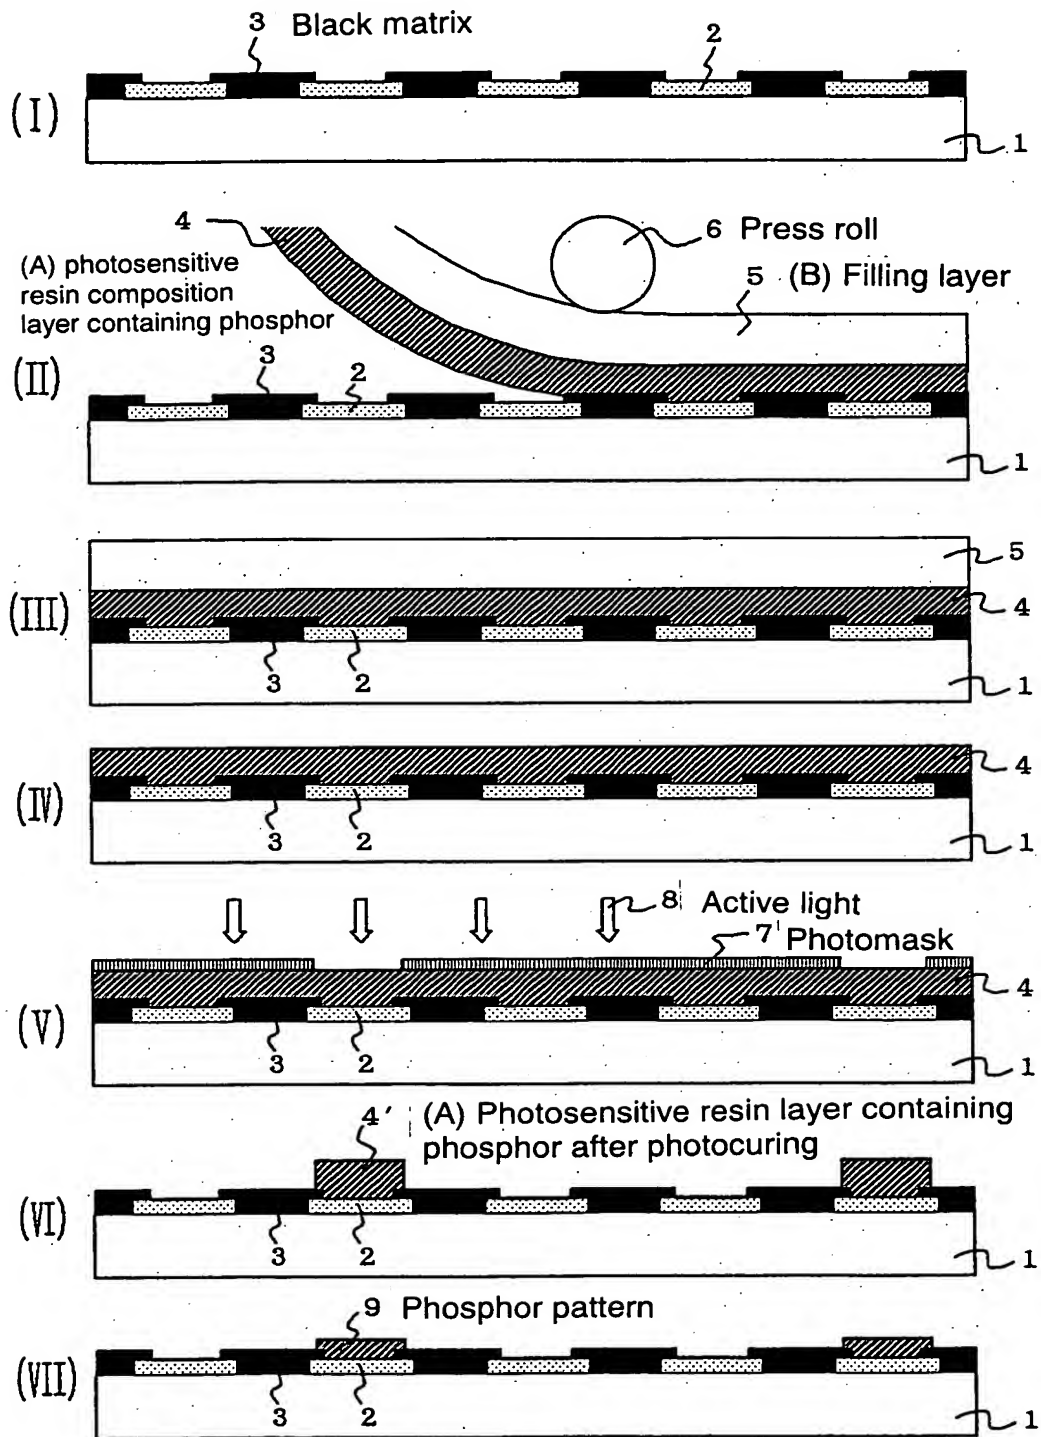 3 Black matrix
2
(I)
1
4
6 Press roll
(A) photosensitive
resin composition
layer containing phosphor
5 (B) Filling layer
3
2
(II)
1
5
4
(III)
3
2
1
4
(IV)
3
2
1
8 Active light
7 Photomask
4
(V)
3
2
1
4' (A) Photosensitive resin layer containing
phosphor after photocuring
(VI)
3
2
1
9 Phosphor pattern
(VII)
3
2
1